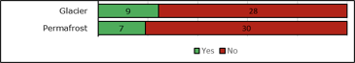 Glacier 9 28
Permafrost 7 30
Yes No